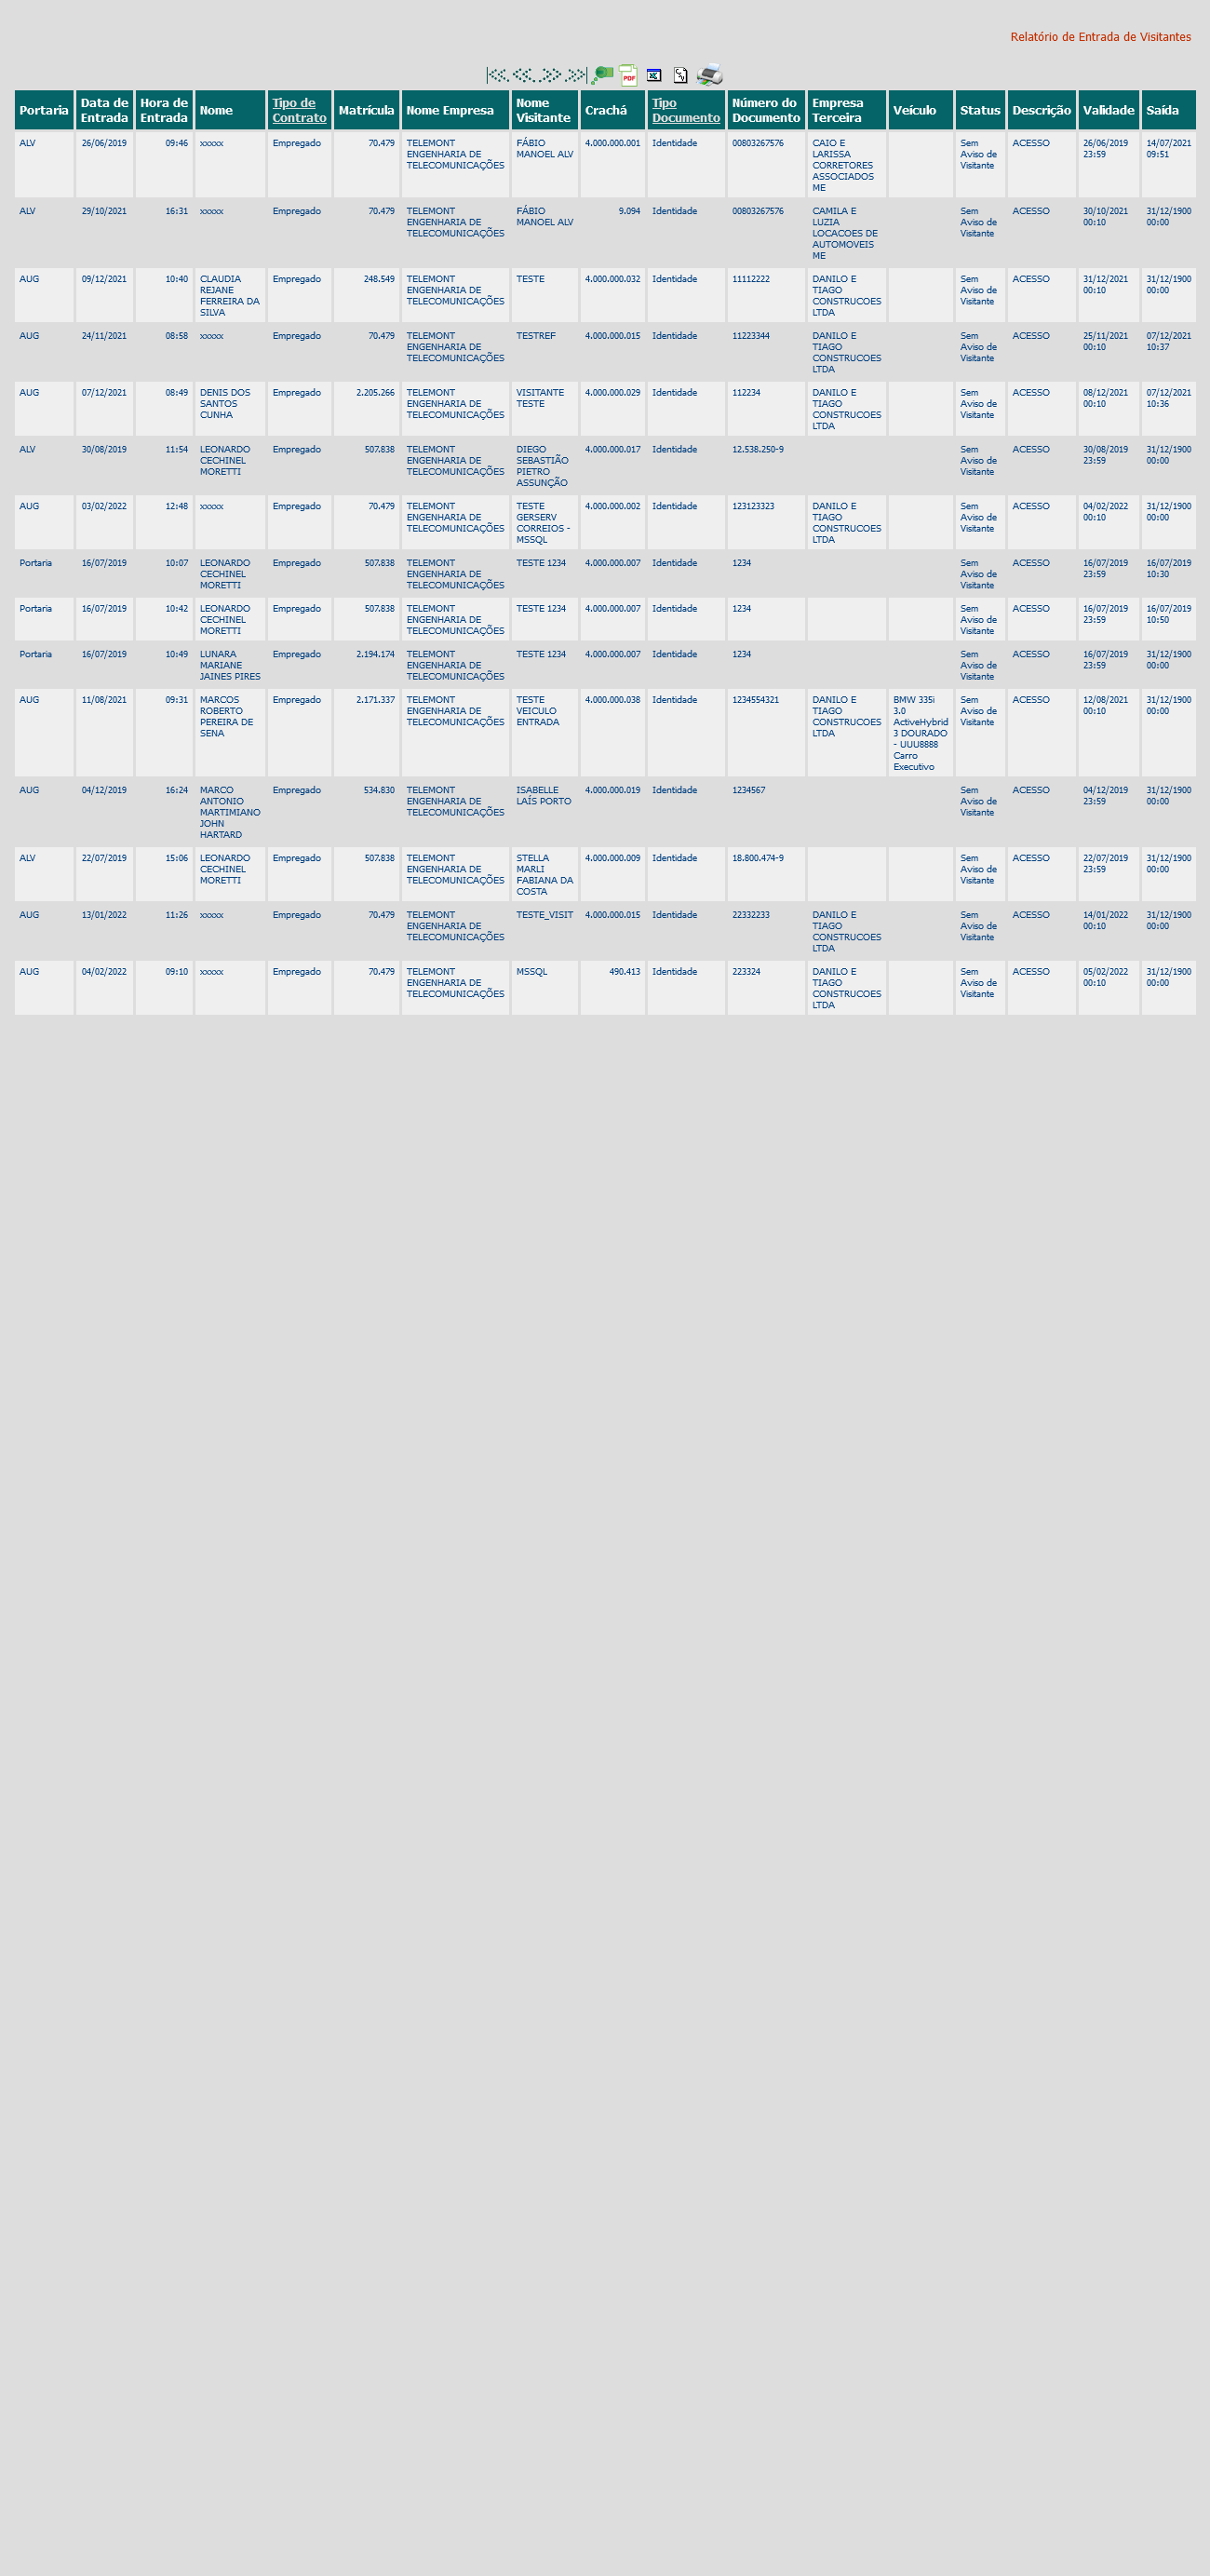 Relatório de Entrada de Visitantes
PDF
Portaria Data de Entrada Hora de Entrada Nome Tipo de Contrato Matrícula Nome Empresa Nome Visitante Crachá Tipo Documento Número do Documento Empresa Terceira Veículo Status Descrição Validade Saída
ALV 26/06/2019 09:46 xxxxx Empregado 70.479 TELEMONT ENGENHARIA DE TELECOMUNICAÇÕES FÁBIO MANOEL ALV 4.000.000.001 Identidade 00803267576 CAIO E LARISSA CORRETORES ASSOCIADOS ME Sem Aviso de Visitante ACESSO 26/06/2019 23:59 14/07/2021 09:51
ALV 29/10/2021 16:31 xxxxx Empregado 70.479 TELEMONT ENGENHARIA DE TELECOMUNICAÇÕES FÁBIO MANOEL ALV 9.094 Identidade 00803267576 CAMILA E LUZIA LOCACOES DE AUTOMOVEIS ME Sem Aviso de Visitante ACESSO 30/10/2021 00:10 31/12/1900 00:00
AUG 09/12/2021 10:40 CLAUDIA REJANE FERREIRA DA SILVA Empregado 248.549 TELEMONT ENGENHARIA DE TELECOMUNICAÇÕES TESTE 4.000.000.032 Identidade 11112222 DANILO E TIAGO CONSTRUCOES LTDA Sem Aviso de Visitante ACESSO 31/12/2021 00:10 31/12/1900 00:00
AUG 24/11/2021 08:58 xxxxx Empregado 70.479 TELEMONT ENGENHARIA DE TELECOMUNICAÇÕES TESTREF 4.000.000.015 Identidade 11223344 DANILO E TIAGO CONSTRUCOES LTDA Sem Aviso de Visitante ACESSO 25/11/2021 00:10 07/12/2021 10:37
AUG 07/12/2021 08:49 DENIS DOS SANTOS CUNHA Empregado 2.205.266 TELEMONT ENGENHARIA DE TELECOMUNICAÇÕES VISITANTE TESTE 4.000.000.029 Identidade 112234 DANILO E TIAGO CONSTRUCOES LTDA Sem Aviso de Visitante ACESSO 08/12/2021 00:10 07/12/2021 10:36
ALV 30/08/2019 11:54 LEONARDO CECHINEL MORETTI Empregado 507.838 TELEMONT ENGENHARIA DE TELECOMUNICAÇÕES DIEGO SEBASTIÃO PIETRO ASSUNÇÃO 4.000.000.017 Identidade 12.538.250-9 Sem Aviso de Visitante ACESSO 30/08/2019 23:59 31/12/1900 00:00
AUG 03/02/2022 12:48 xxxxx Empregado 70.479 TELEMONT ENGENHARIA DE TELECOMUNICAÇÕES TESTE GERSERV CORREIOS - MSSQL 4.000.000.002 Identidade 123123323 DANILO E TIAGO CONSTRUCOES LTDA Sem Aviso de Visitante ACESSO 04/02/2022 00:10 31/12/1900 00:00
Portaria 16/07/2019 10:07 LEONARDO CECHINEL MORETTI Empregado 507.838 TELEMONT ENGENHARIA DE TELECOMUNICAÇÕES TESTE 1234 4.000.000.007 Identidade 1234 Sem Aviso de Visitante ACESSO 16/07/2019 23:59 16/07/2019 10:30
Portaria 16/07/2019 10:42 LEONARDO CECHINEL MORETTI Empregado 507.838 TELEMONT ENGENHARIA DE TELECOMUNICAÇÕES TESTE 1234 4.000.000.007 Identidade 1234 Sem Aviso de Visitante ACESSO 16/07/2019 23:59 16/07/2019 10:50
Portaria 16/07/2019 10:49 LUNARA MARIANE JAINES PIRES Empregado 2.194.174 TELEMONT ENGENHARIA DE TELECOMUNICAÇÕES TESTE 1234 4.000.000.007 Identidade 1234 Sem Aviso de Visitante ACESSO 16/07/2019 23:59 31/12/1900 00:00
AUG 11/08/2021 09:31 MARCOS ROBERTO PEREIRA DE SENA Empregado 2.171.337 TELEMONT ENGENHARIA DE TELECOMUNICAÇÕES TESTE VEICULO ENTRADA 4.000.000.038 Identidade 1234554321 DANILO E TIAGO CONSTRUCOES LTDA BMW 335i 3.0 ActiveHybrid 3 DOURADO - UUU8888 Carro Executivo Sem Aviso de Visitante ACESSO 12/08/2021 00:10 31/12/1900 00:00
AUG 04/12/2019 16:24 MARCO ANTONIO MARTIMIANO JOHN HARTARD Empregado 534.830 TELEMONT ENGENHARIA DE TELECOMUNICAÇÕES ISABELLE LAÍS PORTO 4.000.000.019 Identidade 1234567 Sem Aviso de Visitante ACESSO 04/12/2019 23:59 31/12/1900 00:00
ALV 22/07/2019 15:06 LEONARDO CECHINEL MORETTI Empregado 507.838 TELEMONT ENGENHARIA DE TELECOMUNICAÇÕES STELLA MARLI FABIANA DA COSTA 4.000.000.009 Identidade 18.800.474-9 Sem Aviso de Visitante ACESSO 22/07/2019 23:59 31/12/1900 00:00
AUG 13/01/2022 11:26 xxxxx Empregado 70.479 TELEMONT ENGENHARIA DE TELECOMUNICAÇÕES TESTE_VISIT 4.000.000.015 Identidade 22332233 DANILO E TIAGO CONSTRUCOES LTDA Sem Aviso de Visitante ACESSO 14/01/2022 00:10 31/12/1900 00:00
AUG 04/02/2022 09:10 xxxxx Empregado 70.479 TELEMONT ENGENHARIA DE TELECOMUNICAÇÕES MSSQL 490.413 Identidade 223324 DANILO E TIAGO CONSTRUCOES LTDA Sem Aviso de Visitante ACESSO 05/02/2022 00:10 31/12/1900 00:00